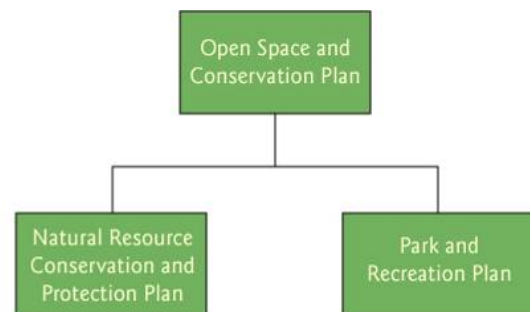 Open Space and
Conservation Plan
Natural Resource
Conservation and
Protection Plan
Park and
Recreation Plan